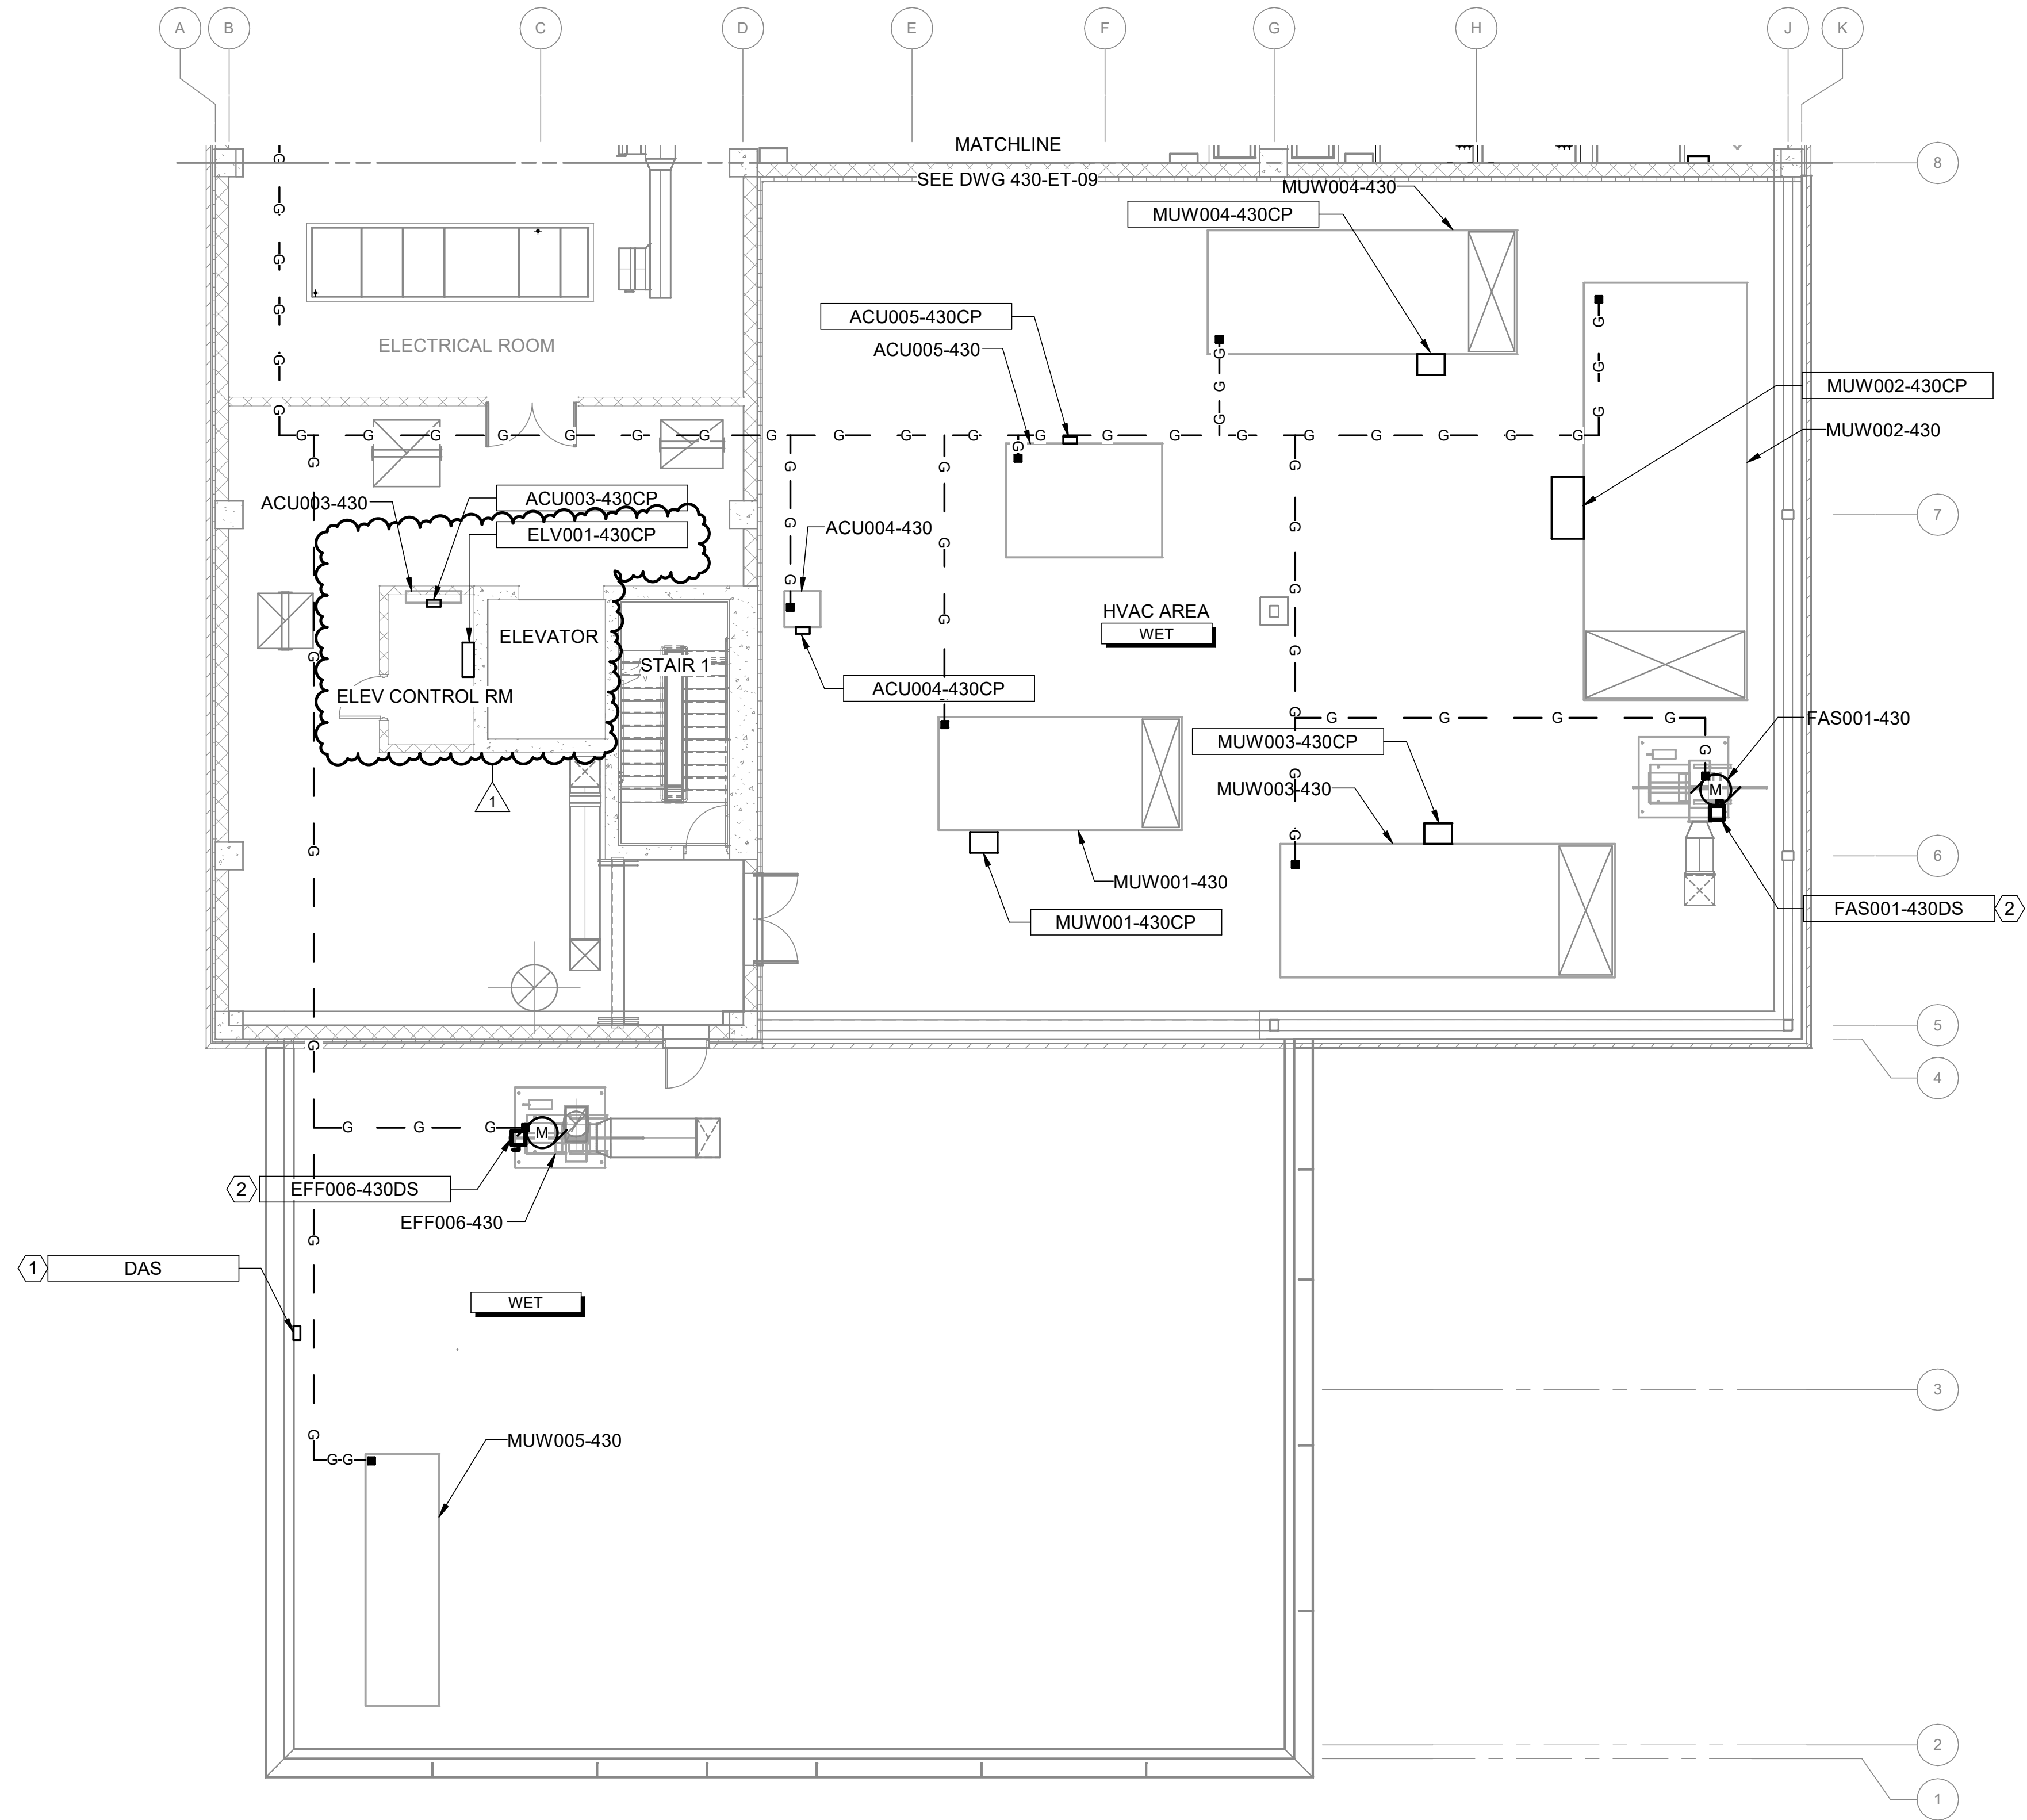 A B C D E F G H J K
MATCHLINE
8
SEE DWG 430-ET-09
MUW004-430
MUW004-430CP
ACU005-430CP
ACU005-430
ELECTRICAL ROOM
MUW002-430CP
MUW002-430
G G G G G G G G G G G G G G G G G G G G
ACU003-430
ACU003-430CP
ELV001-430CP
7
ACU004-430
HVAC AREA
WET
ELEVATOR
STAIR 1
ELEV CONTROL RM
ACU004-430CP
G G G G
FAS001-430
MUW003-430CP
MUW003-430
M
1
6
MUW001-430
MUW001-430CP
FAS001-430DS 2
5
4
G G G M
2 EFF006-430DS
EFF006-430
1 DAS
WET
3
MUW005-430
G G
2
1